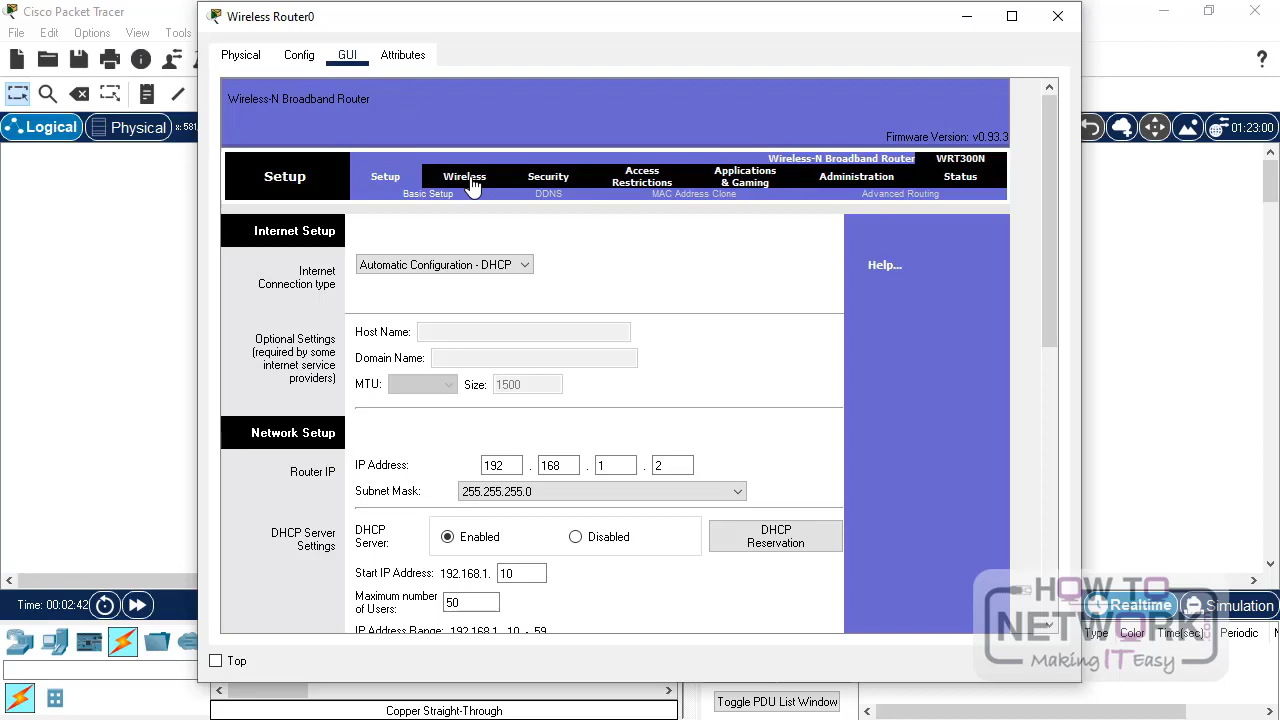 Cisco Packet Tracer
File Edit Options View Tools
Logical
Physical
x: 581
Wireless Router0
Physical Config GUI Attributes
Wireless-N Broadband Router
Firmware Version: v0.93.3
Wireless-N Broadband Router WRT300N
Setup
Setup Wireless Security Access Restrictions Applications & Gaming Administration Status
Basic Setup DDNS MAC Address Clone Advanced Routing
Internet Setup
Internet
Connection type
Automatic Configuration - DHCP
Help...
Optional Settings
(required by some
internet service
providers)
Host Name:
Domain Name:
MTU: Size: 1500
Network Setup
Router IP
IP Address: 192 . 168 . 1 . 2
Subnet Mask: 255.255.255.0
DHCP Server
Settings
DHCP
Server:
Enabled Disabled
DHCP
Reservation
Start IP Address: 192.168.1. 10
Maximum number
of Users: 50
IP Address Range: 192.168.1. 10 - 59
Top
?
01:23:00
Time: 00:02:42
Realtime Simulation
Type Color Time(sec) Periodic N
HOW TO
NETWORK
.com
Making IT Easy
Toggle PDU List Window
Copper Straight-Through